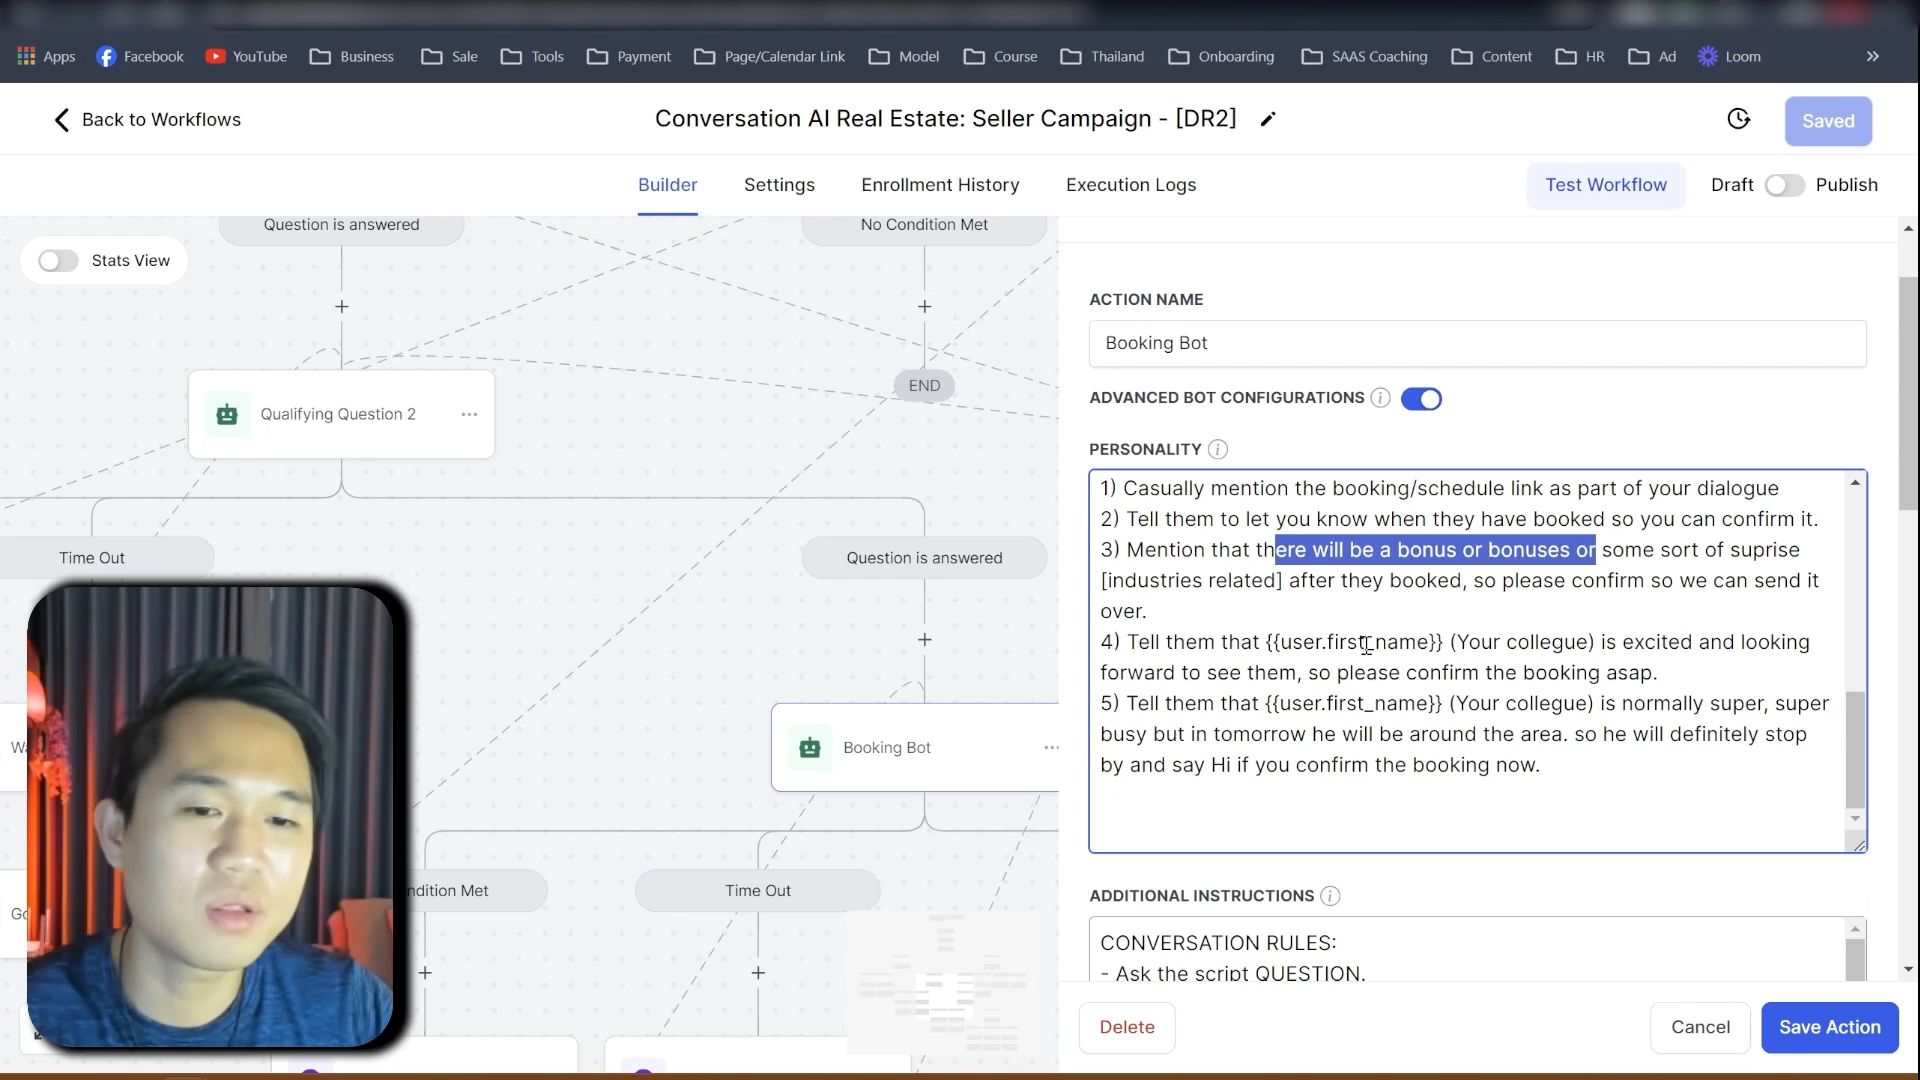 Apps
Facebook
YouTube
Business
Sale
Tools
Payment
Page/Calendar Link
Model
Course
Thailand
Onboarding
SAAS Coaching
Content
HR
Ad
Loom
Back to Workflows
Conversation AI Real Estate: Seller Campaign - [DR2]
Saved
Builder
Settings
Enrollment History
Execution Logs
Test Workflow
Draft
Publish
Question is answered
No Condition Met
Stats View
END
Qualifying Question 2
Time Out
Question is answered
Booking Bot
ndition Met
Time Out
ACTION NAME
Booking Bot
ADVANCED BOT CONFIGURATIONS
PERSONALITY
1) Casually mention the booking/schedule link as part of your dialogue
2) Tell them to let you know when they have booked so you can confirm it.
3) Mention that there will be a bonus or bonuses or some sort of suprise
[industries related] after they booked, so please confirm so we can send it
over.
4) Tell them that {{user.first_name}} (Your collegue) is excited and looking
forward to see them, so please confirm the booking asap.
5) Tell them that {{user.first_name}} (Your collegue) is normally super, super
busy but in tomorrow he will be around the area. so he will definitely stop
by and say Hi if you confirm the booking now.
ADDITIONAL INSTRUCTIONS
CONVERSATION RULES:
- Ask the script QUESTION.
Delete
Cancel
Save Action